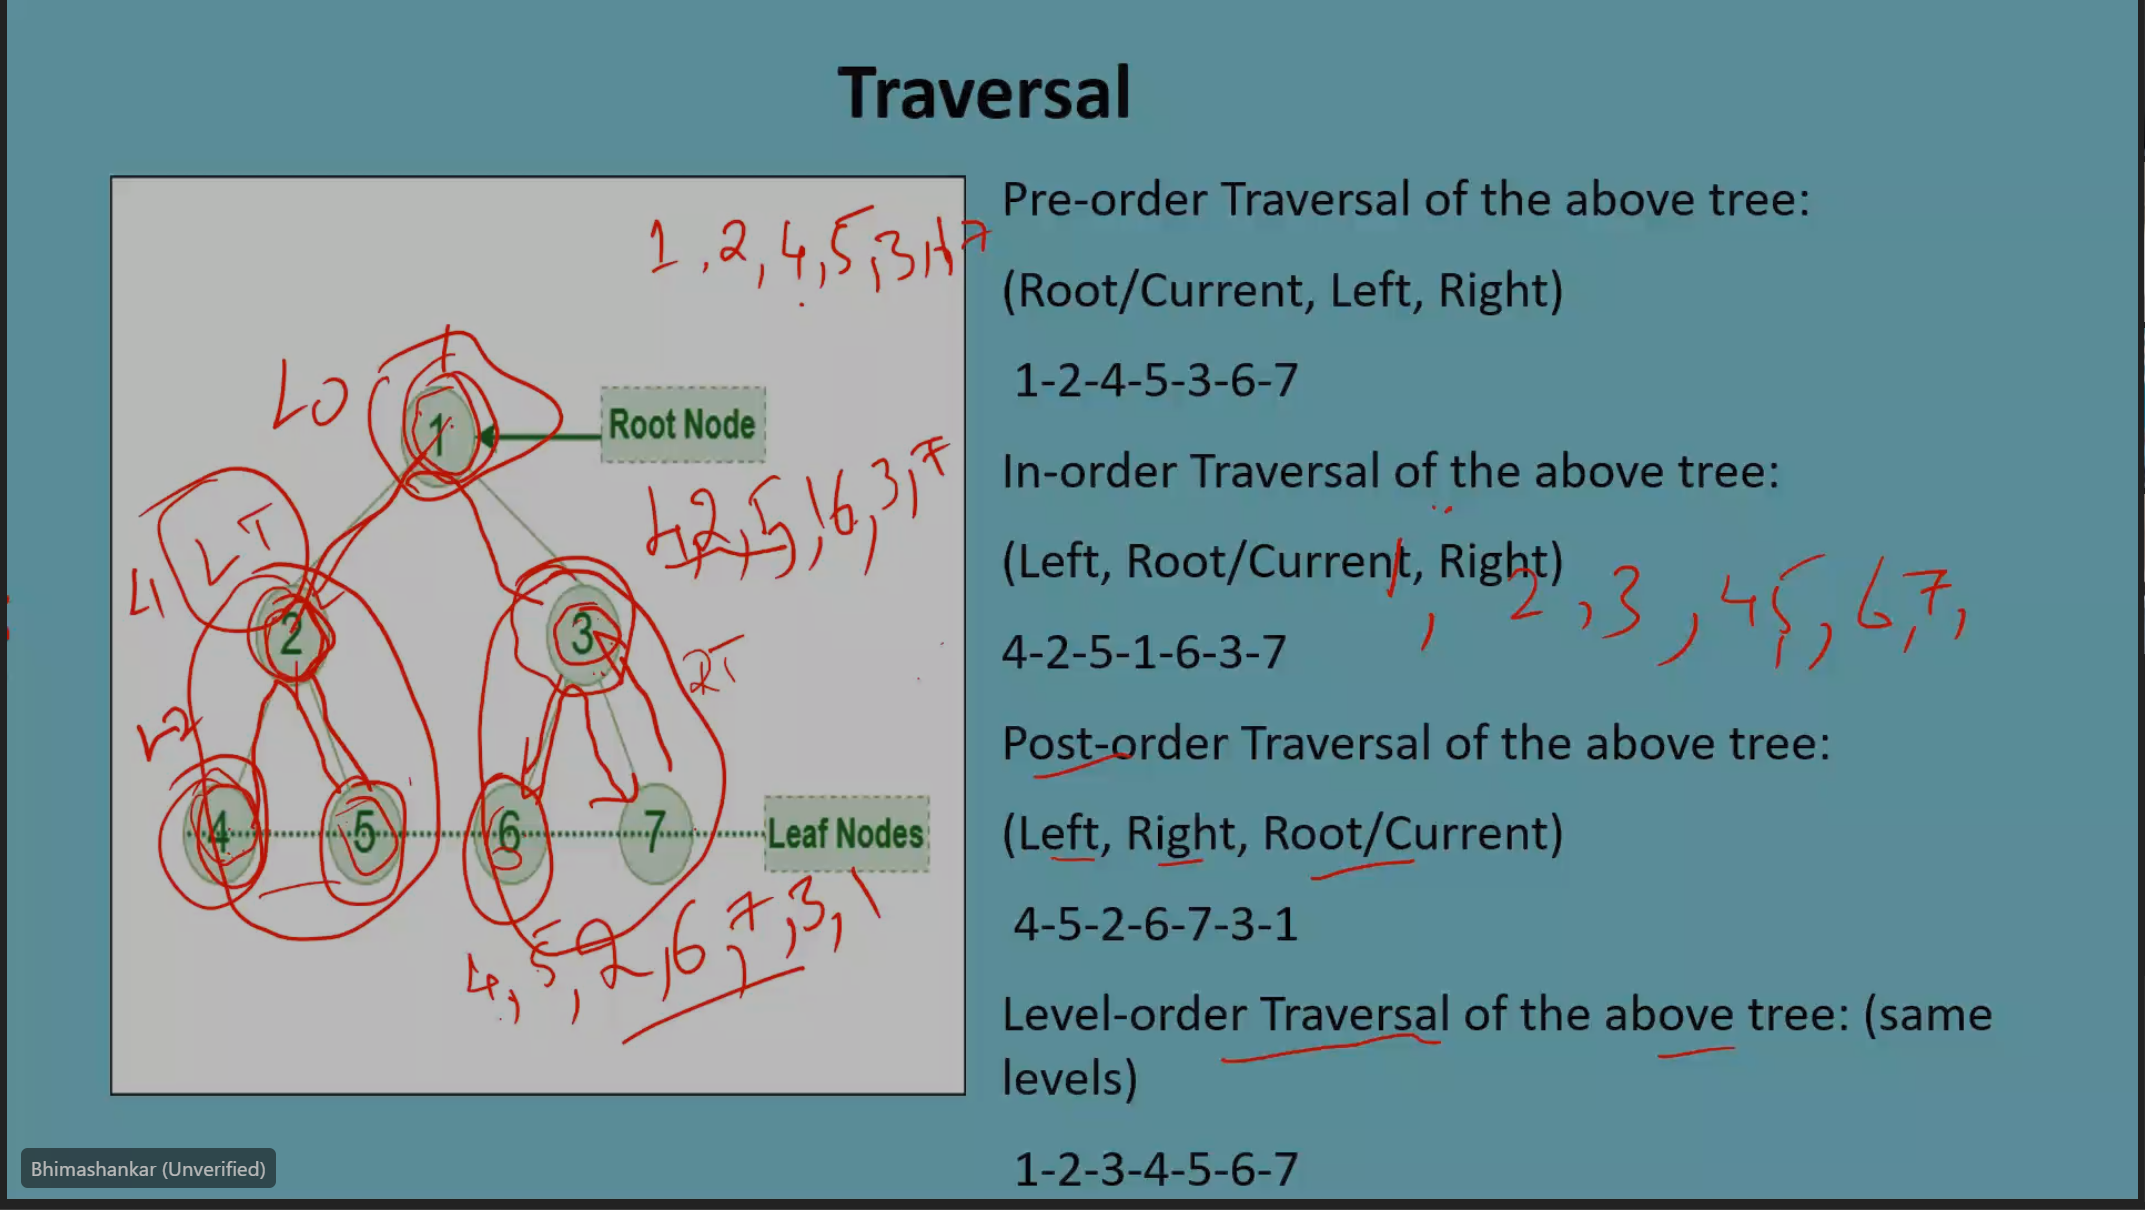 Traversal
1, 2, 4, 5, 3, 7
L0
1
Root Node
4, 2, 5, 1 6, 3, 7
LT
L1
2
3
RT
L2
4
5
6
7
Leaf Nodes
4, 5, 2, 6, 7, 3, 1
Pre-order Traversal of the above tree:
(Root/Current, Left, Right)
1-2-4-5-3-6-7
In-order Traversal of the above tree:
(Left, Root/Current, Right)
1, 2, 3, 4 5, 6, 7,
4-2-5-1-6-3-7
Post-order Traversal of the above tree:
(Left, Right, Root/Current)
4-5-2-6-7-3-1
Level-order Traversal of the above tree: (same
levels)
1-2-3-4-5-6-7
Bhimashankar (Unverified)